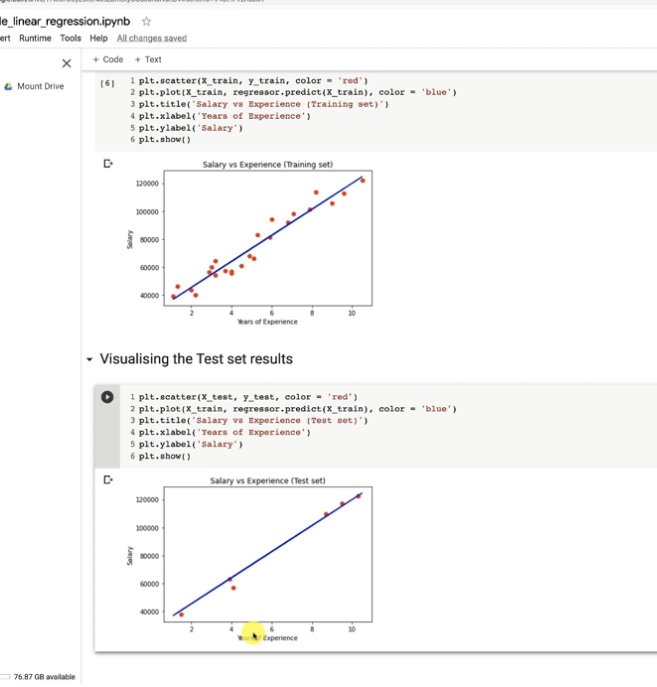 le_linear_regression.ipynb
ert Runtime Tools Help All changes saved
+ Code + Text
Mount Drive
[6]
1 plt.scatter(X_train, y_train, color = 'red')
2 plt.plot(X_train, regressor.predict(X_train), color = 'blue')
3 plt.title('Salary vs Experience (Training set)')
4 plt.xlabel('Years of Experience')
5 plt.ylabel('Salary')
6 plt.show()
Salary vs Experience (Training set)
120000
100000
80000
60000
40000
Salary
2 4 6 8 10
Years of Experience
Visualising the Test set results
1 plt.scatter(X_test, y_test, color = 'red')
2 plt.plot(X_train, regressor.predict(X_train), color = 'blue')
3 plt.title('Salary vs Experience (Test set)')
4 plt.xlabel('Years of Experience')
5 plt.ylabel('Salary')
6 plt.show()
Salary vs Experience (Test set)
120000
100000
80000
60000
40000
Salary
2 4 6 8 10
Experience
76.87 GB available